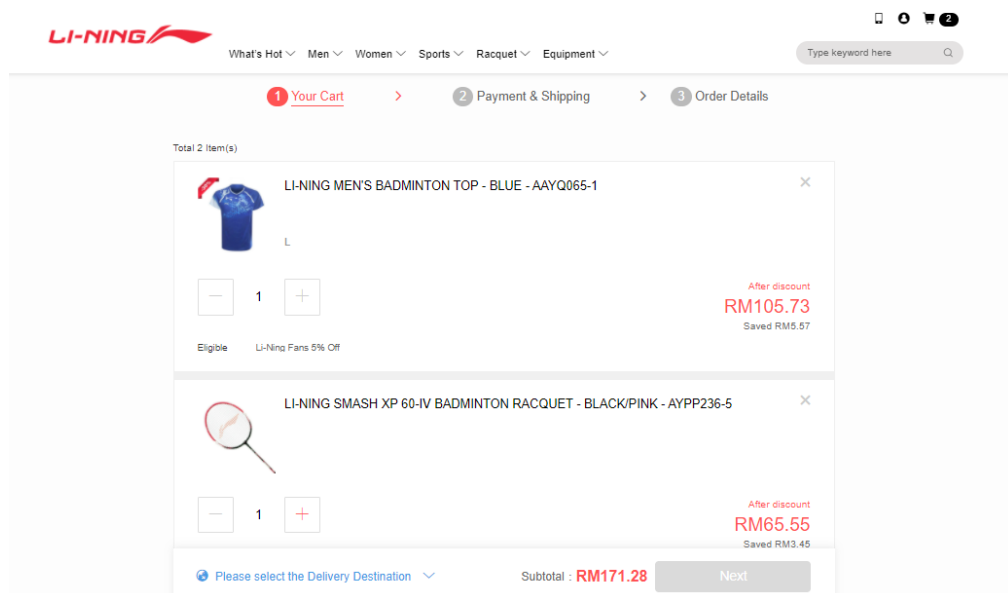 2
LI-NING
What's Hot Men Women Sports Racquet Equipment
Type keyword here
1 Your Cart 2 Payment & Shipping 3 Order Details
Total 2 Item(s)
LI-NING MEN'S BADMINTON TOP - BLUE - AAYQ065-1
L
1
After discount
RM105.73
Saved RM5.57
Eligible Li-Ning Fans 5% Off
LI-NING SMASH XP 60-IV BADMINTON RACQUET - BLACK/PINK - AYPP236-5
1
After discount
RM65.55
Saved RM3.45
Please select the Delivery Destination Subtotal : RM171.28 Next